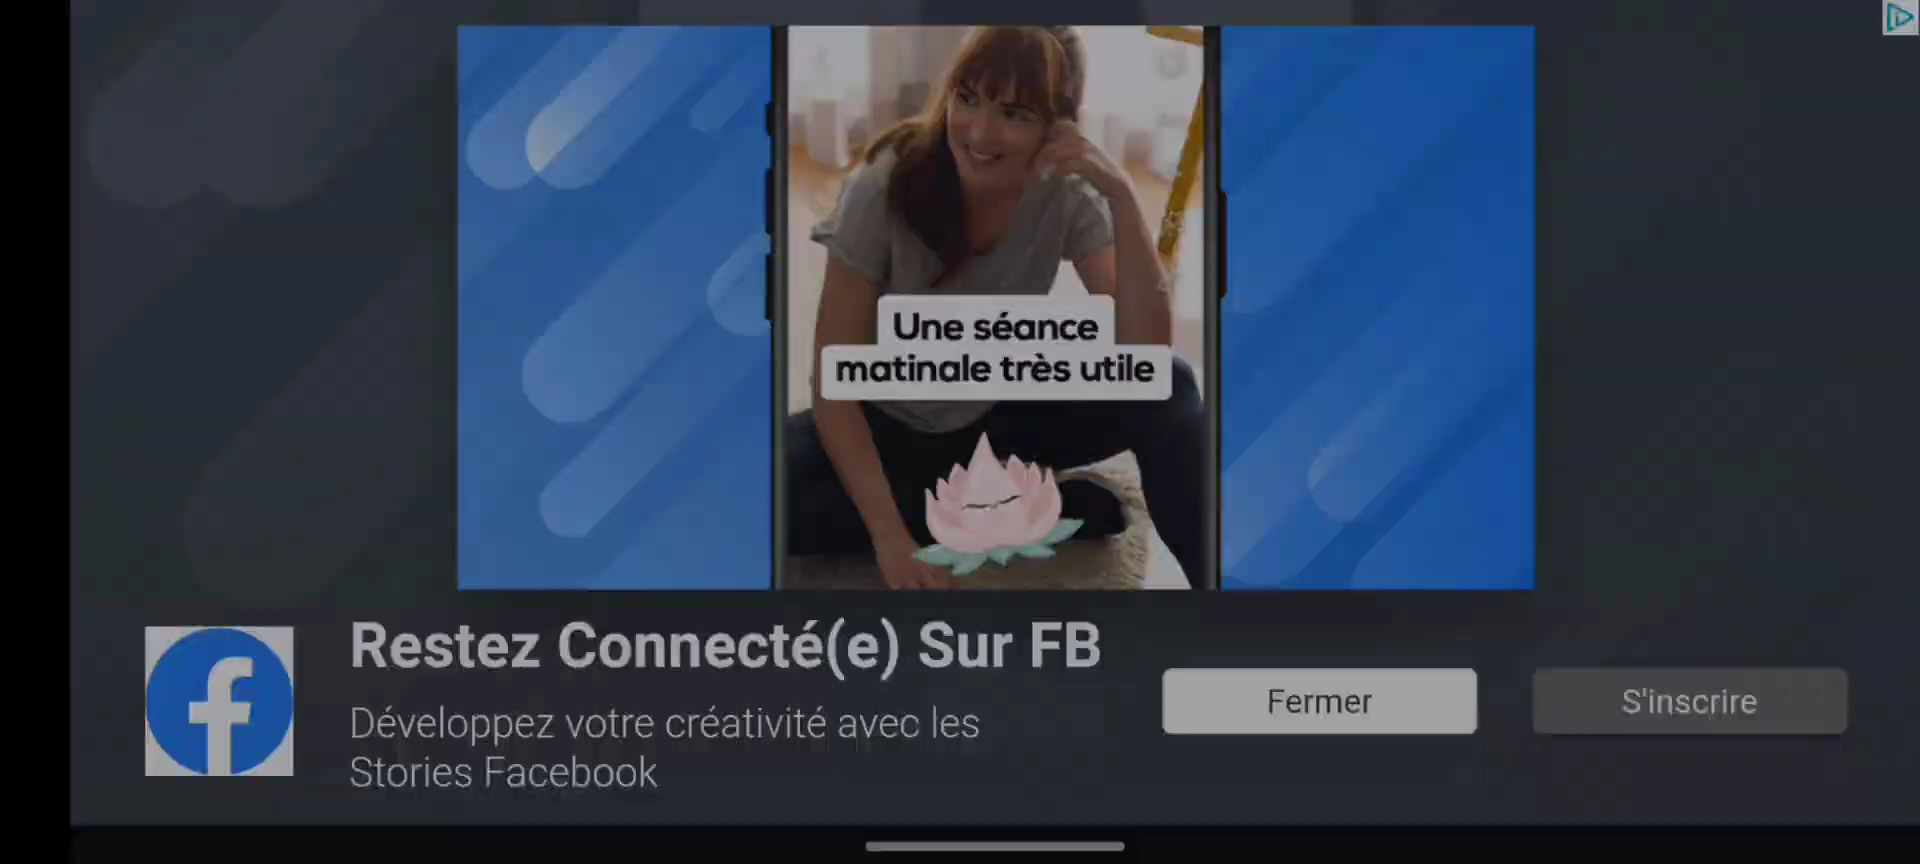 Une séance
matinale très utile
Restez Connecté(e) Sur FB
Développez votre créativité avec les
Stories Facebook
Fermer
S'inscrire